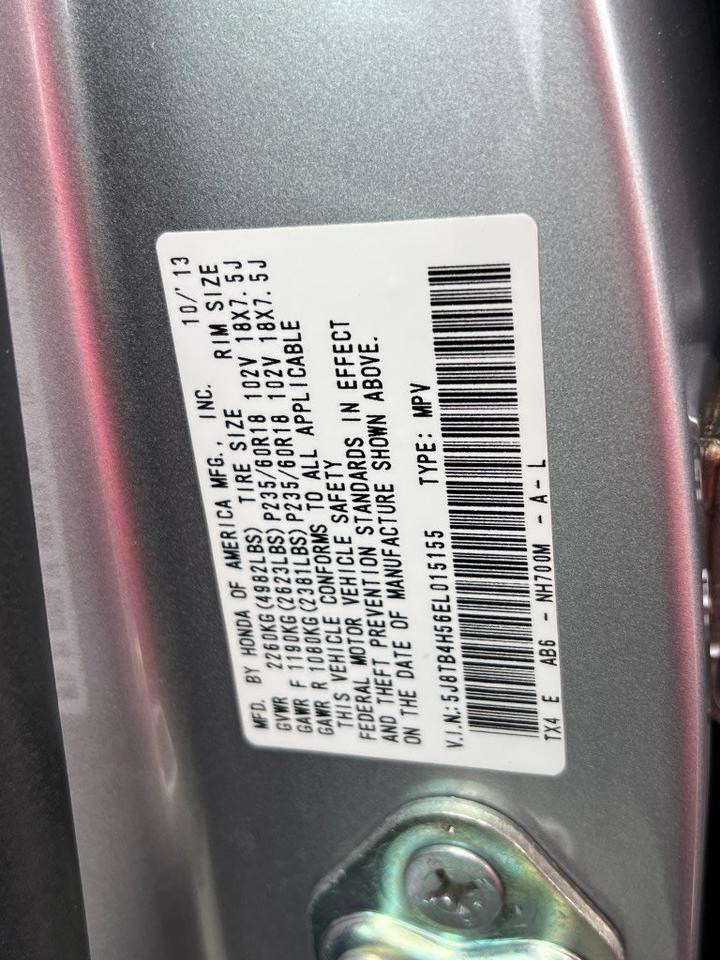 MFD. BY HONDA OF AMERICA MFG., INC. 10/'13
GVWR 2260KG(4982LBS) TIRE SIZE RIM SIZE
GAWR F 1190KG(2623LBS)P235/60R18 102V 18X7.5J
GAWR R 1080KG(2381LBS)P235/60R18 102V 18X7.5J
THIS VEHICLE CONFORMS TO ALL APPLICABLE
FEDERAL MOTOR VEHICLE SAFETY
AND THEFT PREVENTION STANDARDS IN EFFECT
ON THE DATE OF MANUFACTURE SHOWN ABOVE.
V.I.N.: 5J8TB4H56EL015155 TYPE: MPV
TX4 E AB6 - NH700M - A - L